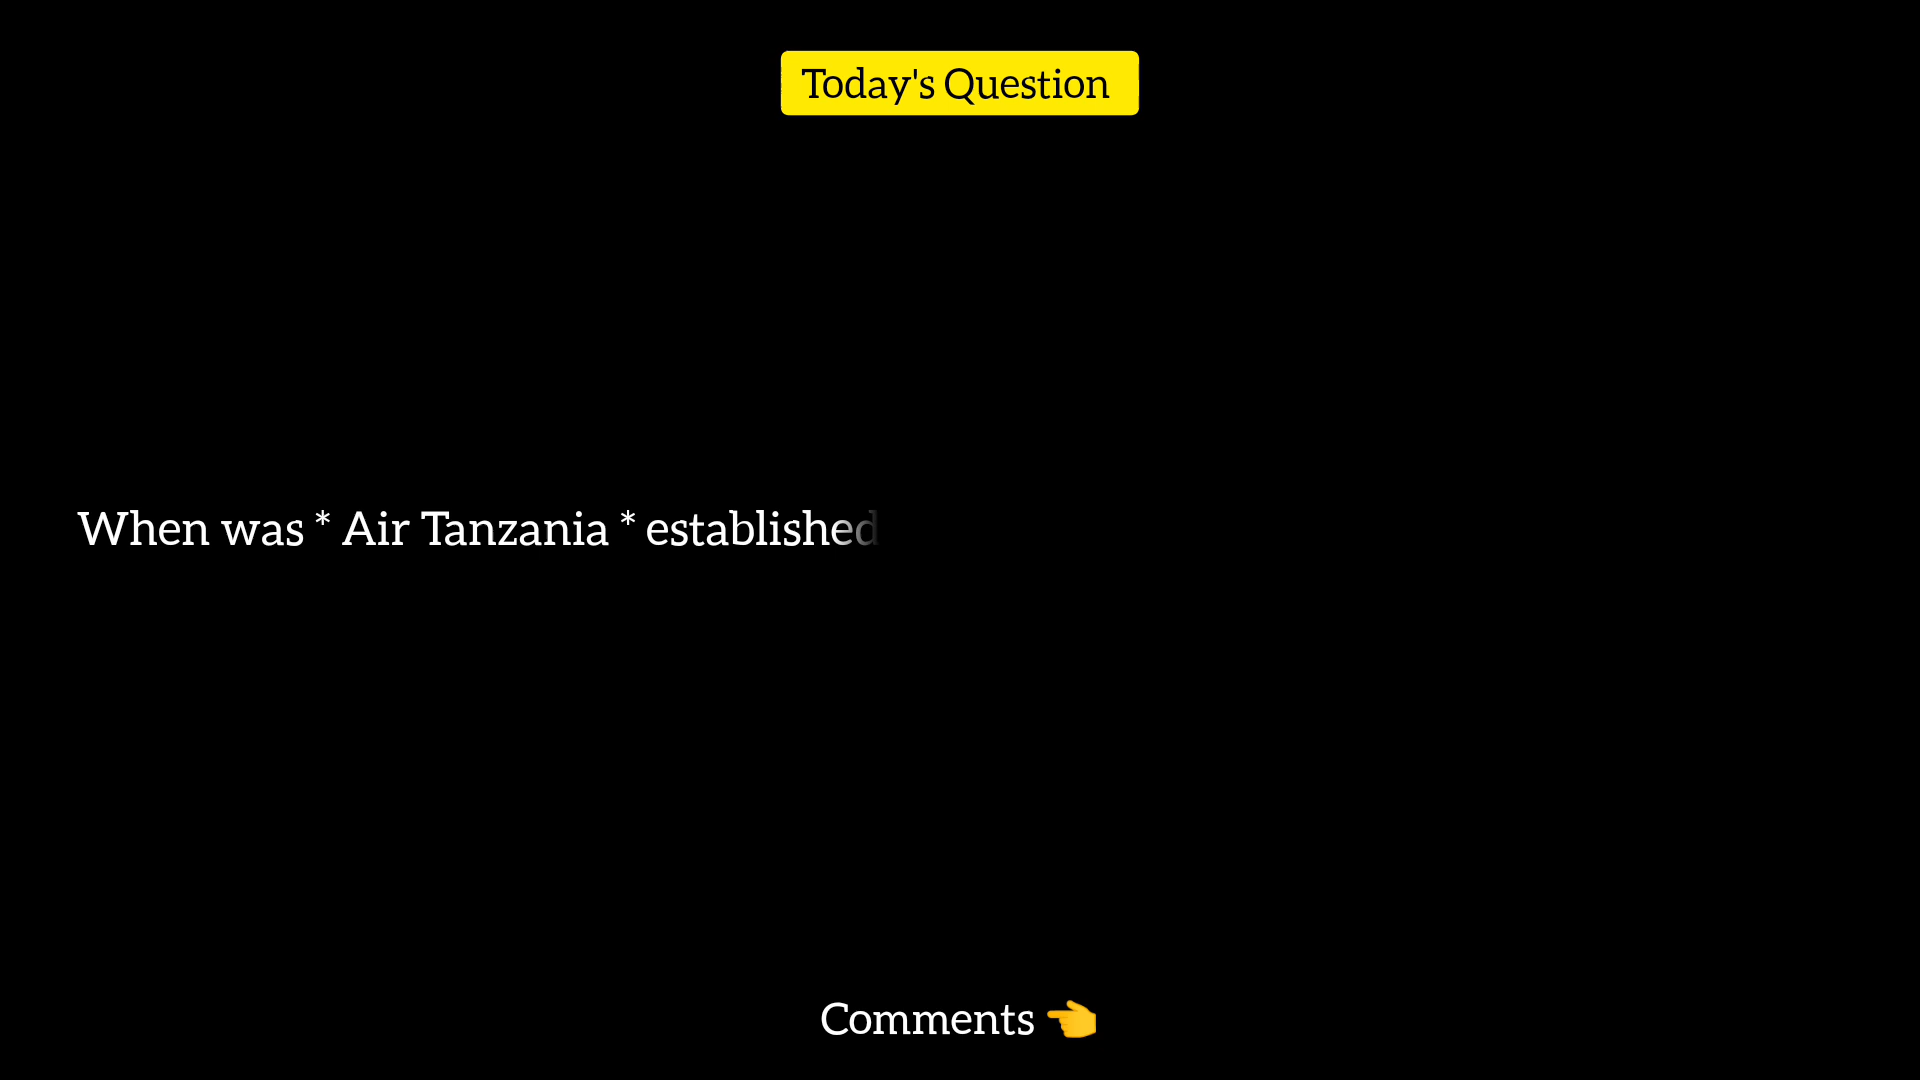 Today's Question
When was * Air Tanzania * established
Comments 👈